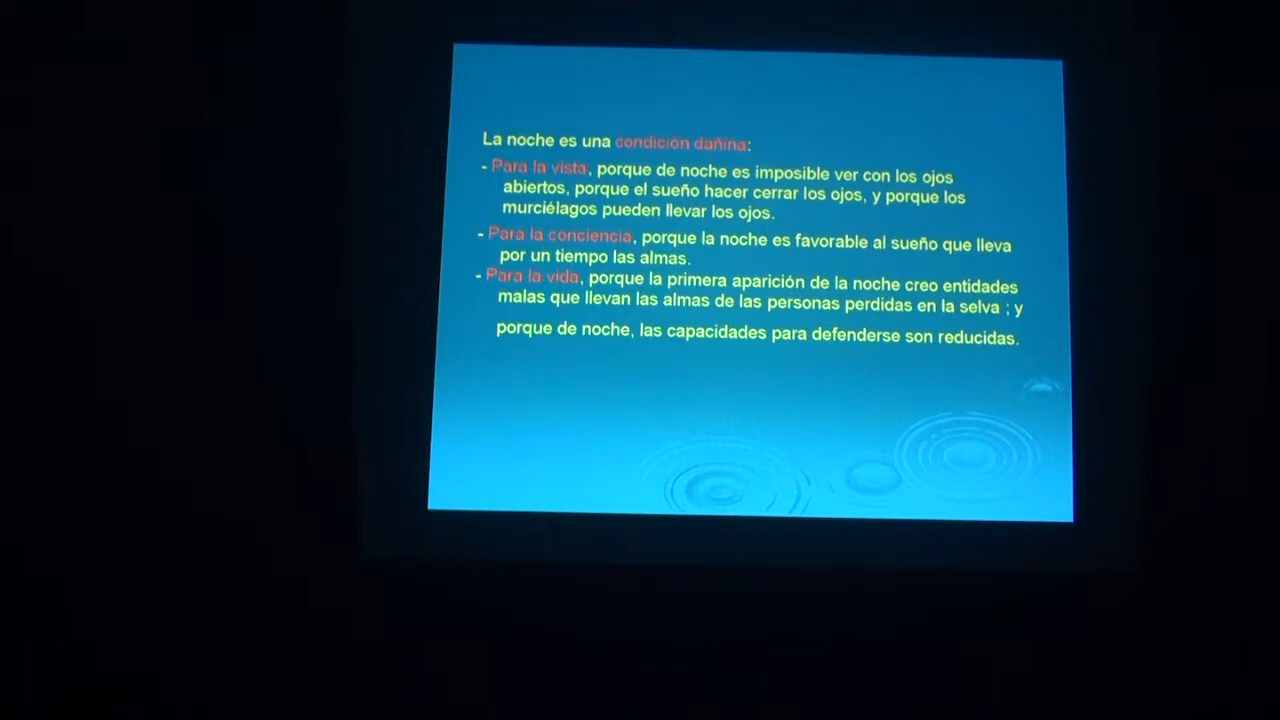 La noche es una condición dañina:
- Para la vista, porque de noche es imposible ver con los ojos
abiertos, porque el sueño hacer cerrar los ojos, y porque los
murciélagos pueden llevar los ojos.
- Para la conciencia, porque la noche es favorable al sueño que lleva
por un tiempo las almas.
- Para la vida, porque la primera aparición de la noche creo entidades
malas que llevan las almas de las personas perdidas en la selva ; y
porque de noche, las capacidades para defenderse son reducidas.